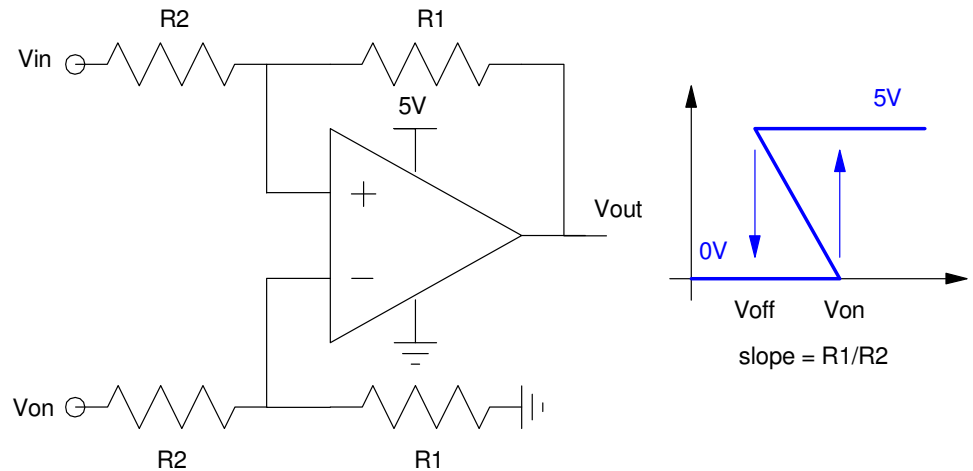 R2
R1
Vin
5V
5V
+
Vout
0V
−
Voff
Von
slope = R1/R2
Von
R2
R1